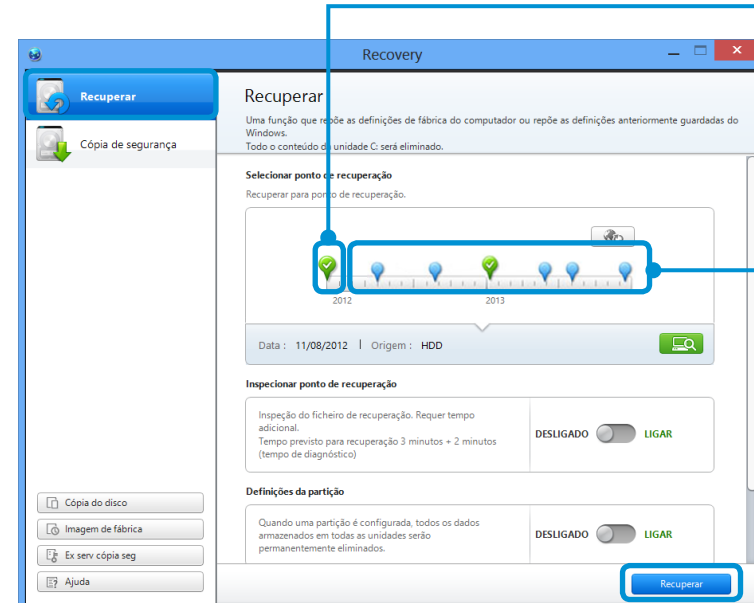 Recovery
Recuperar
Cópia de segurança
Recuperar
Uma função que repõe as definições de fábrica do computador ou repõe as definições anteriormente guardadas do
Windows.
Todo o conteúdo da unidade C: será eliminado.
Selecionar ponto de recuperação
Recuperar para ponto de recuperação.
2012 2013
Data : 11/08/2012 | Origem : HDD
Inspecionar ponto de recuperação
Inspeção do ficheiro de recuperação. Requer tempo
adicional.
Tempo previsto para recuperação 3 minutos + 2 minutos
(tempo de diagnóstico)
DESLIGADO LIGAR
Definições da partição
Quando uma partição é configurada, todos os dados
armazenados em todas as unidades serão
permanentemente eliminados.
DESLIGADO LIGAR
Cópia do disco
Imagem de fábrica
Ex serv cópia seg
Ajuda
Recuperar